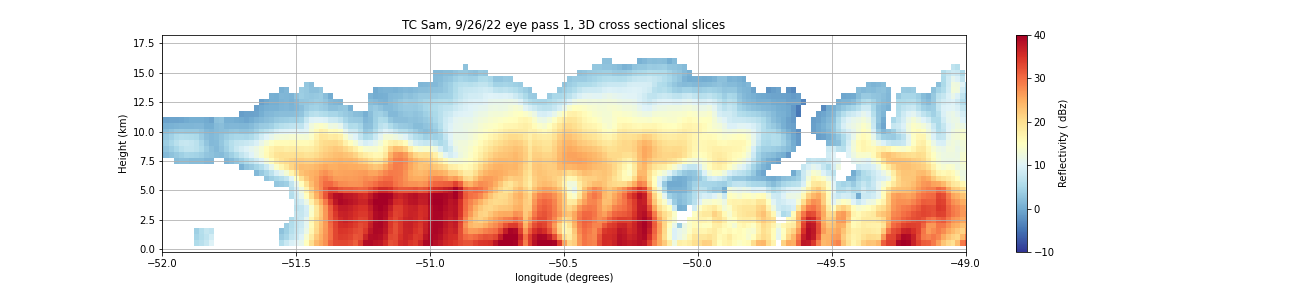 TC Sam, 9/26/22 eye pass 1, 3D cross sectional slices
Height (km)
17.5
15.0
12.5
10.0
7.5
5.0
2.5
0.0
−52.0 −51.5 −51.0 −50.5 −50.0 −49.5 −49.0
longitude (degrees)
40
30
20
10
0
−10
Reflectivity ( dBz)